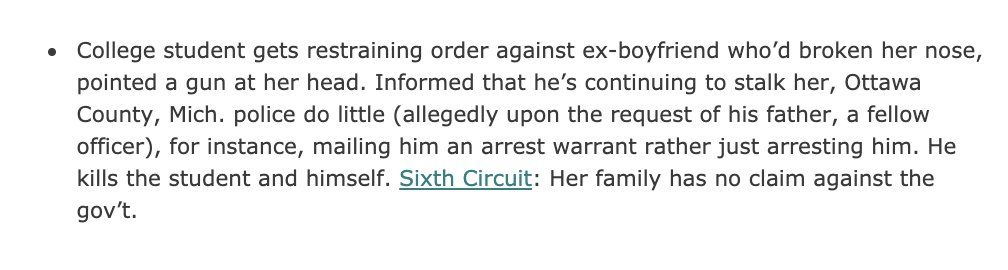 • College student gets restraining order against ex-boyfriend who’d broken her nose,
pointed a gun at her head. Informed that he’s continuing to stalk her, Ottawa
County, Mich. police do little (allegedly upon the request of his father, a fellow
officer), for instance, mailing him an arrest warrant rather just arresting him. He
kills the student and himself. Sixth Circuit: Her family has no claim against the
gov’t.